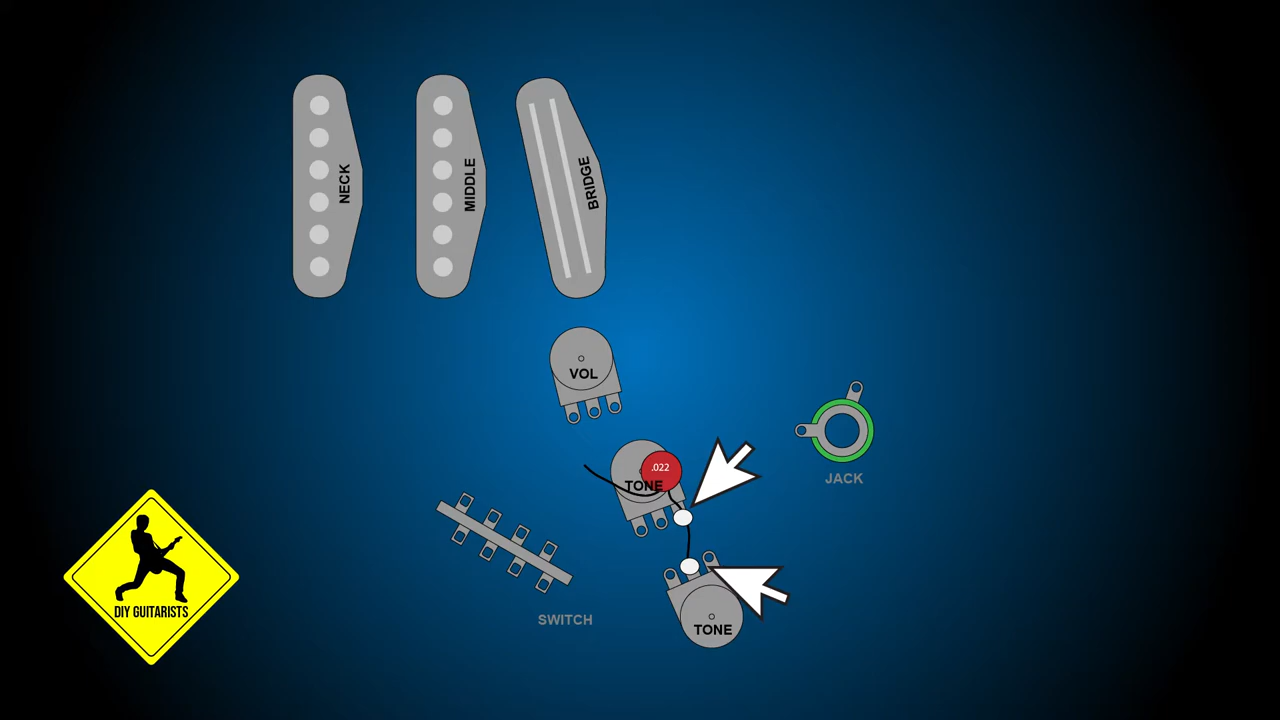 NECK
MIDDLE
BRIDGE
VOL
.022
TONE
JACK
SWITCH
TONE
DIY GUITARISTS